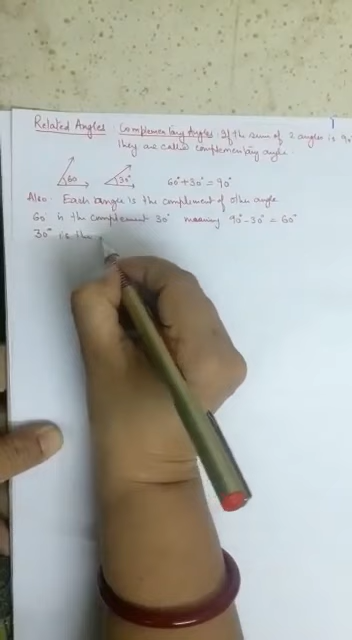 Related Angles : Complementary Angles If the sum of 2 angles is 90
they are called complementary angle.
60 30° 60° + 30° = 90°
Also. Each angle is the complement of other angle
60 is the complement 30° meaning 90° - 30° = 60°
30° is the